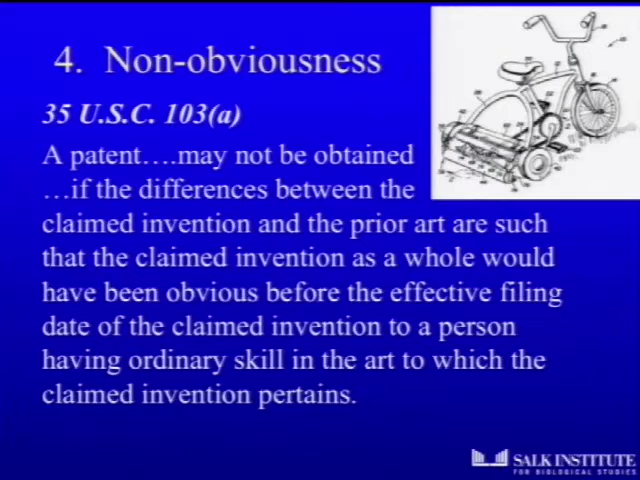 4. Non-obviousness
35 U.S.C. 103(a)
A patent….may not be obtained
…if the differences between the
claimed invention and the prior art are such
that the claimed invention as a whole would
have been obvious before the effective filing
date of the claimed invention to a person
having ordinary skill in the art to which the
claimed invention pertains.
SALK INSTITUTE
FOR BIOLOGICAL STUDIES